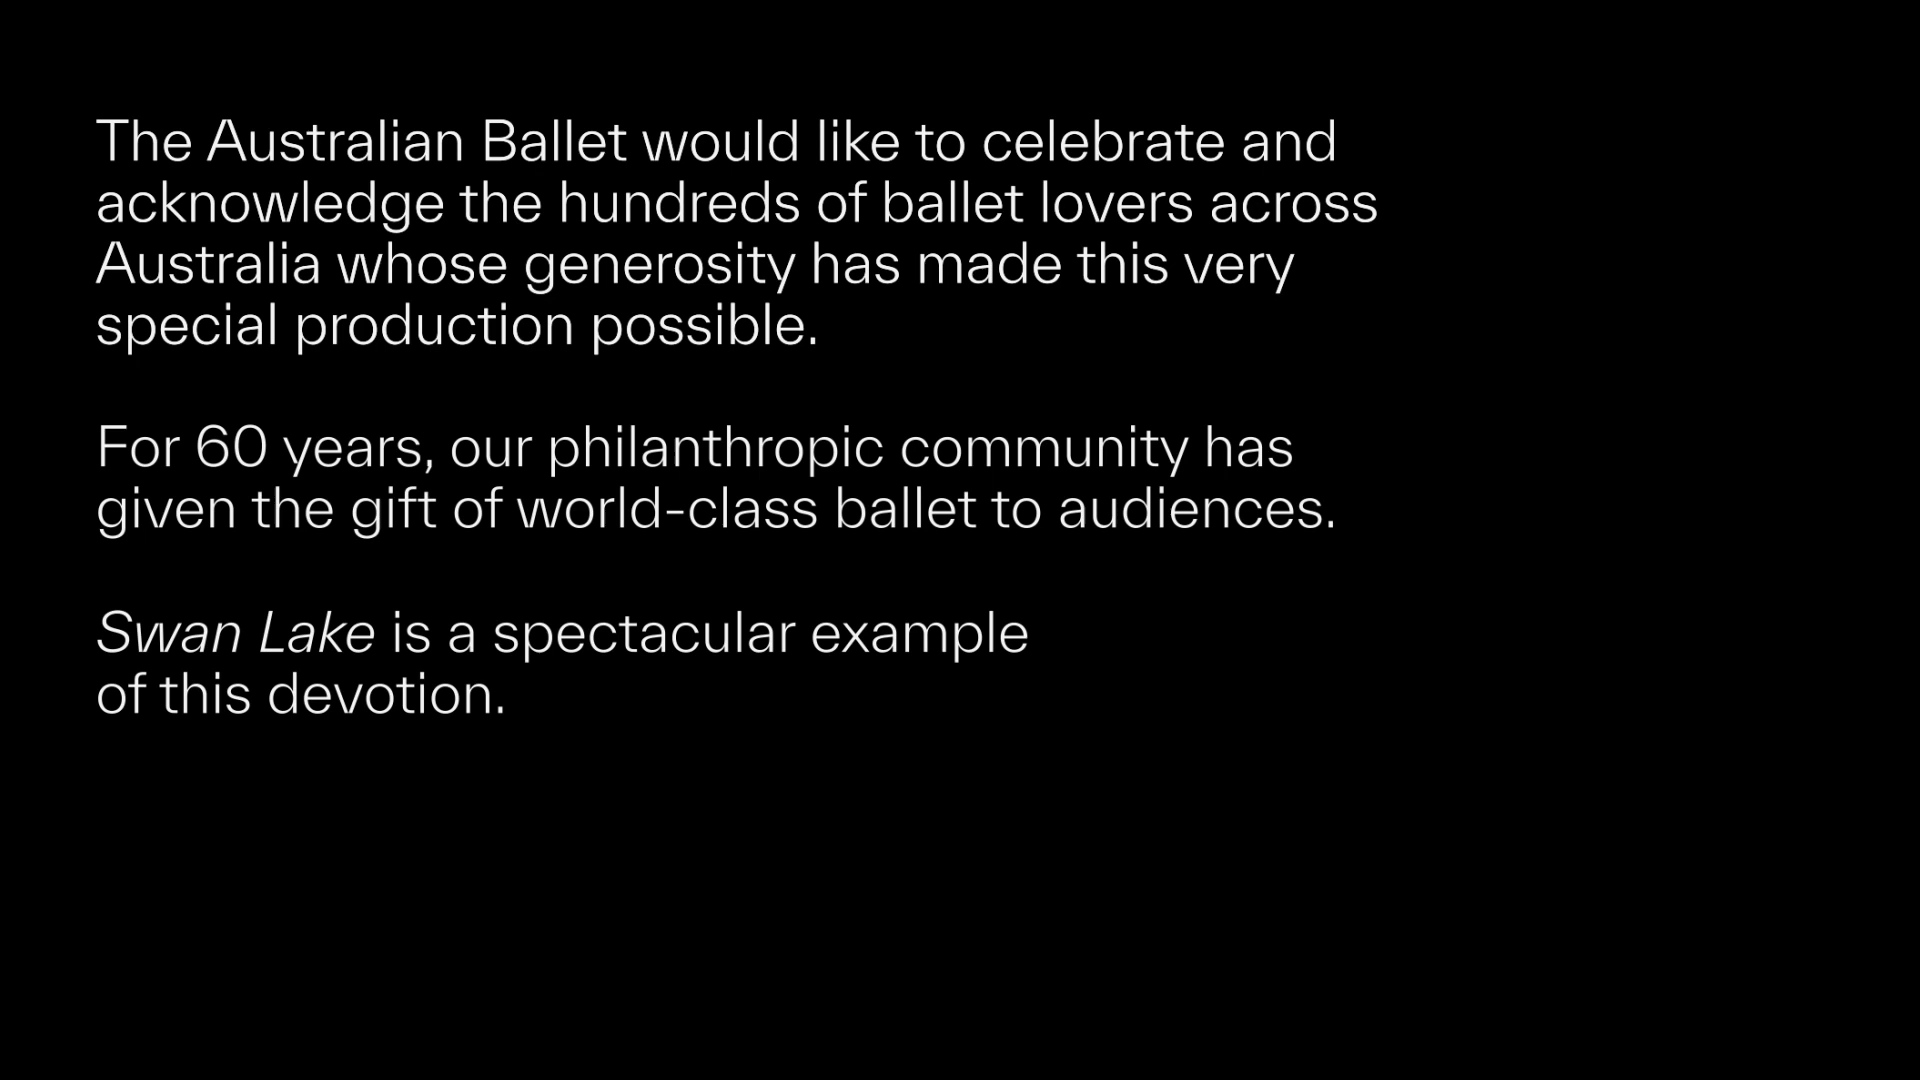 The Australian Ballet would like to celebrate and
acknowledge the hundreds of ballet lovers across
Australia whose generosity has made this very
special production possible.
For 60 years, our philanthropic community has
given the gift of world-class ballet to audiences.
Swan Lake is a spectacular example
of this devotion.